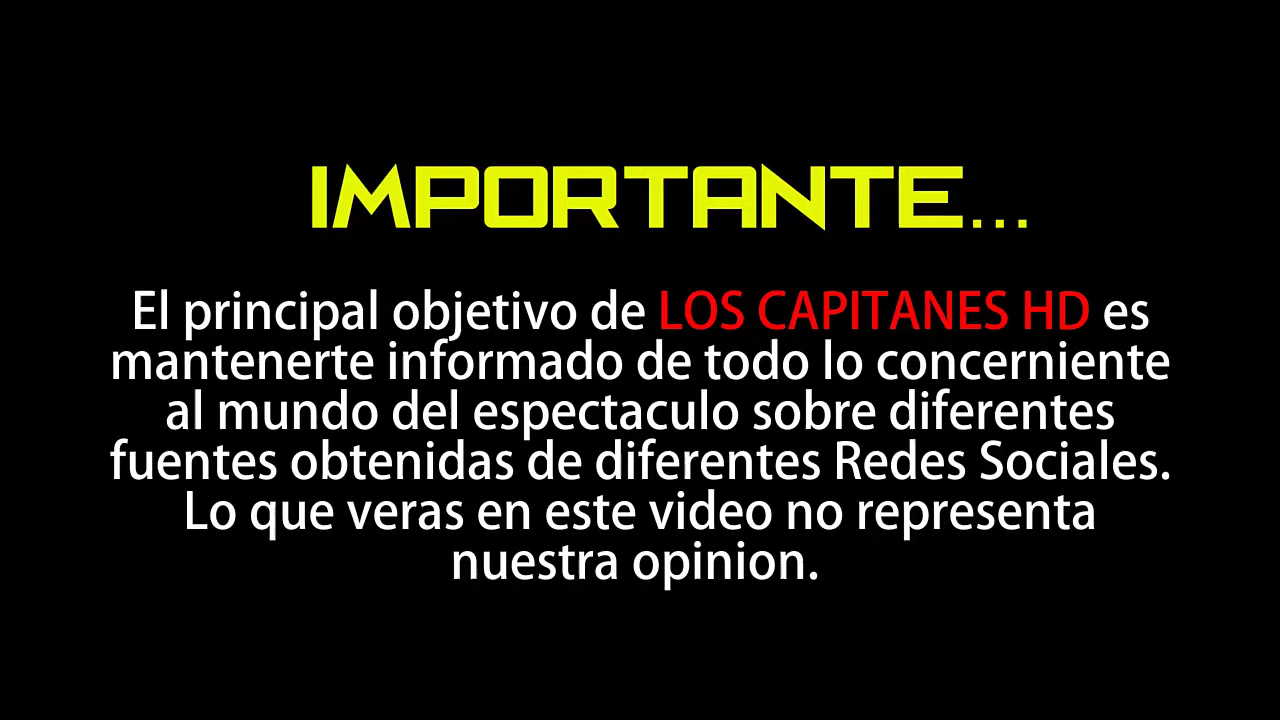 IMPORTANTE...
El principal objetivo de LOS CAPITANES HD es
mantenerte informado de todo lo concerniente
al mundo del espectaculo sobre diferentes
fuentes obtenidas de diferentes Redes Sociales.
Lo que veras en este video no representa
nuestra opinion.